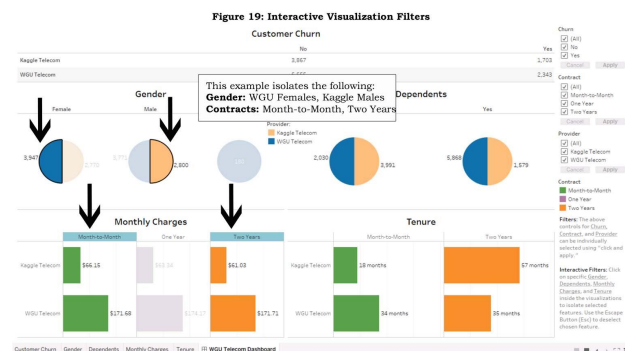 Figure 19: Interactive Visualization Filters
Customer Churn
No Yes
Kaggle Telecom 3,867 1,703
WGU Telecom 2,343
This example isolates the following:
Gender: WGU Females, Kaggle Males
Contracts: Month-to-Month, Two Years
Gender
Female Male
3,947 2,770 2,800
Provider:
Kaggle Telecom
WGU Telecom
Dependents
Yes
2,030 3,991 5,868 1,579
Monthly Charges
Month-to-Month One Year Two Years
Kaggle Telecom $66.15 $61.03
WGU Telecom $171.68 $171.71
Tenure
Month-to-Month Two Years
Kaggle Telecom 18 months 57 months
WGU Telecom 34 months 35 months
Churn
(All)
No
Yes
Cancel Apply
Contract
(All)
Month-to-Month
One Year
Two Years
Cancel Apply
Provider
(All)
Kaggle Telecom
WGU Telecom
Cancel Apply
Contract
Month-to-Month
One Year
Two Years
Filters: The above
controls for Churn,
Contract, and Provider
can be individually
selected using "click and
apply."
Interactive Filters: Click
on specific Gender,
Dependents, Monthly
Charges, and Tenure
inside the visualizations
to isolate selected
features. Use the Escape
Button (Esc) to deselect
chosen feature.
Customer Churn Gender Dependents Monthly Charges Tenure WGU Telecom Dashboard